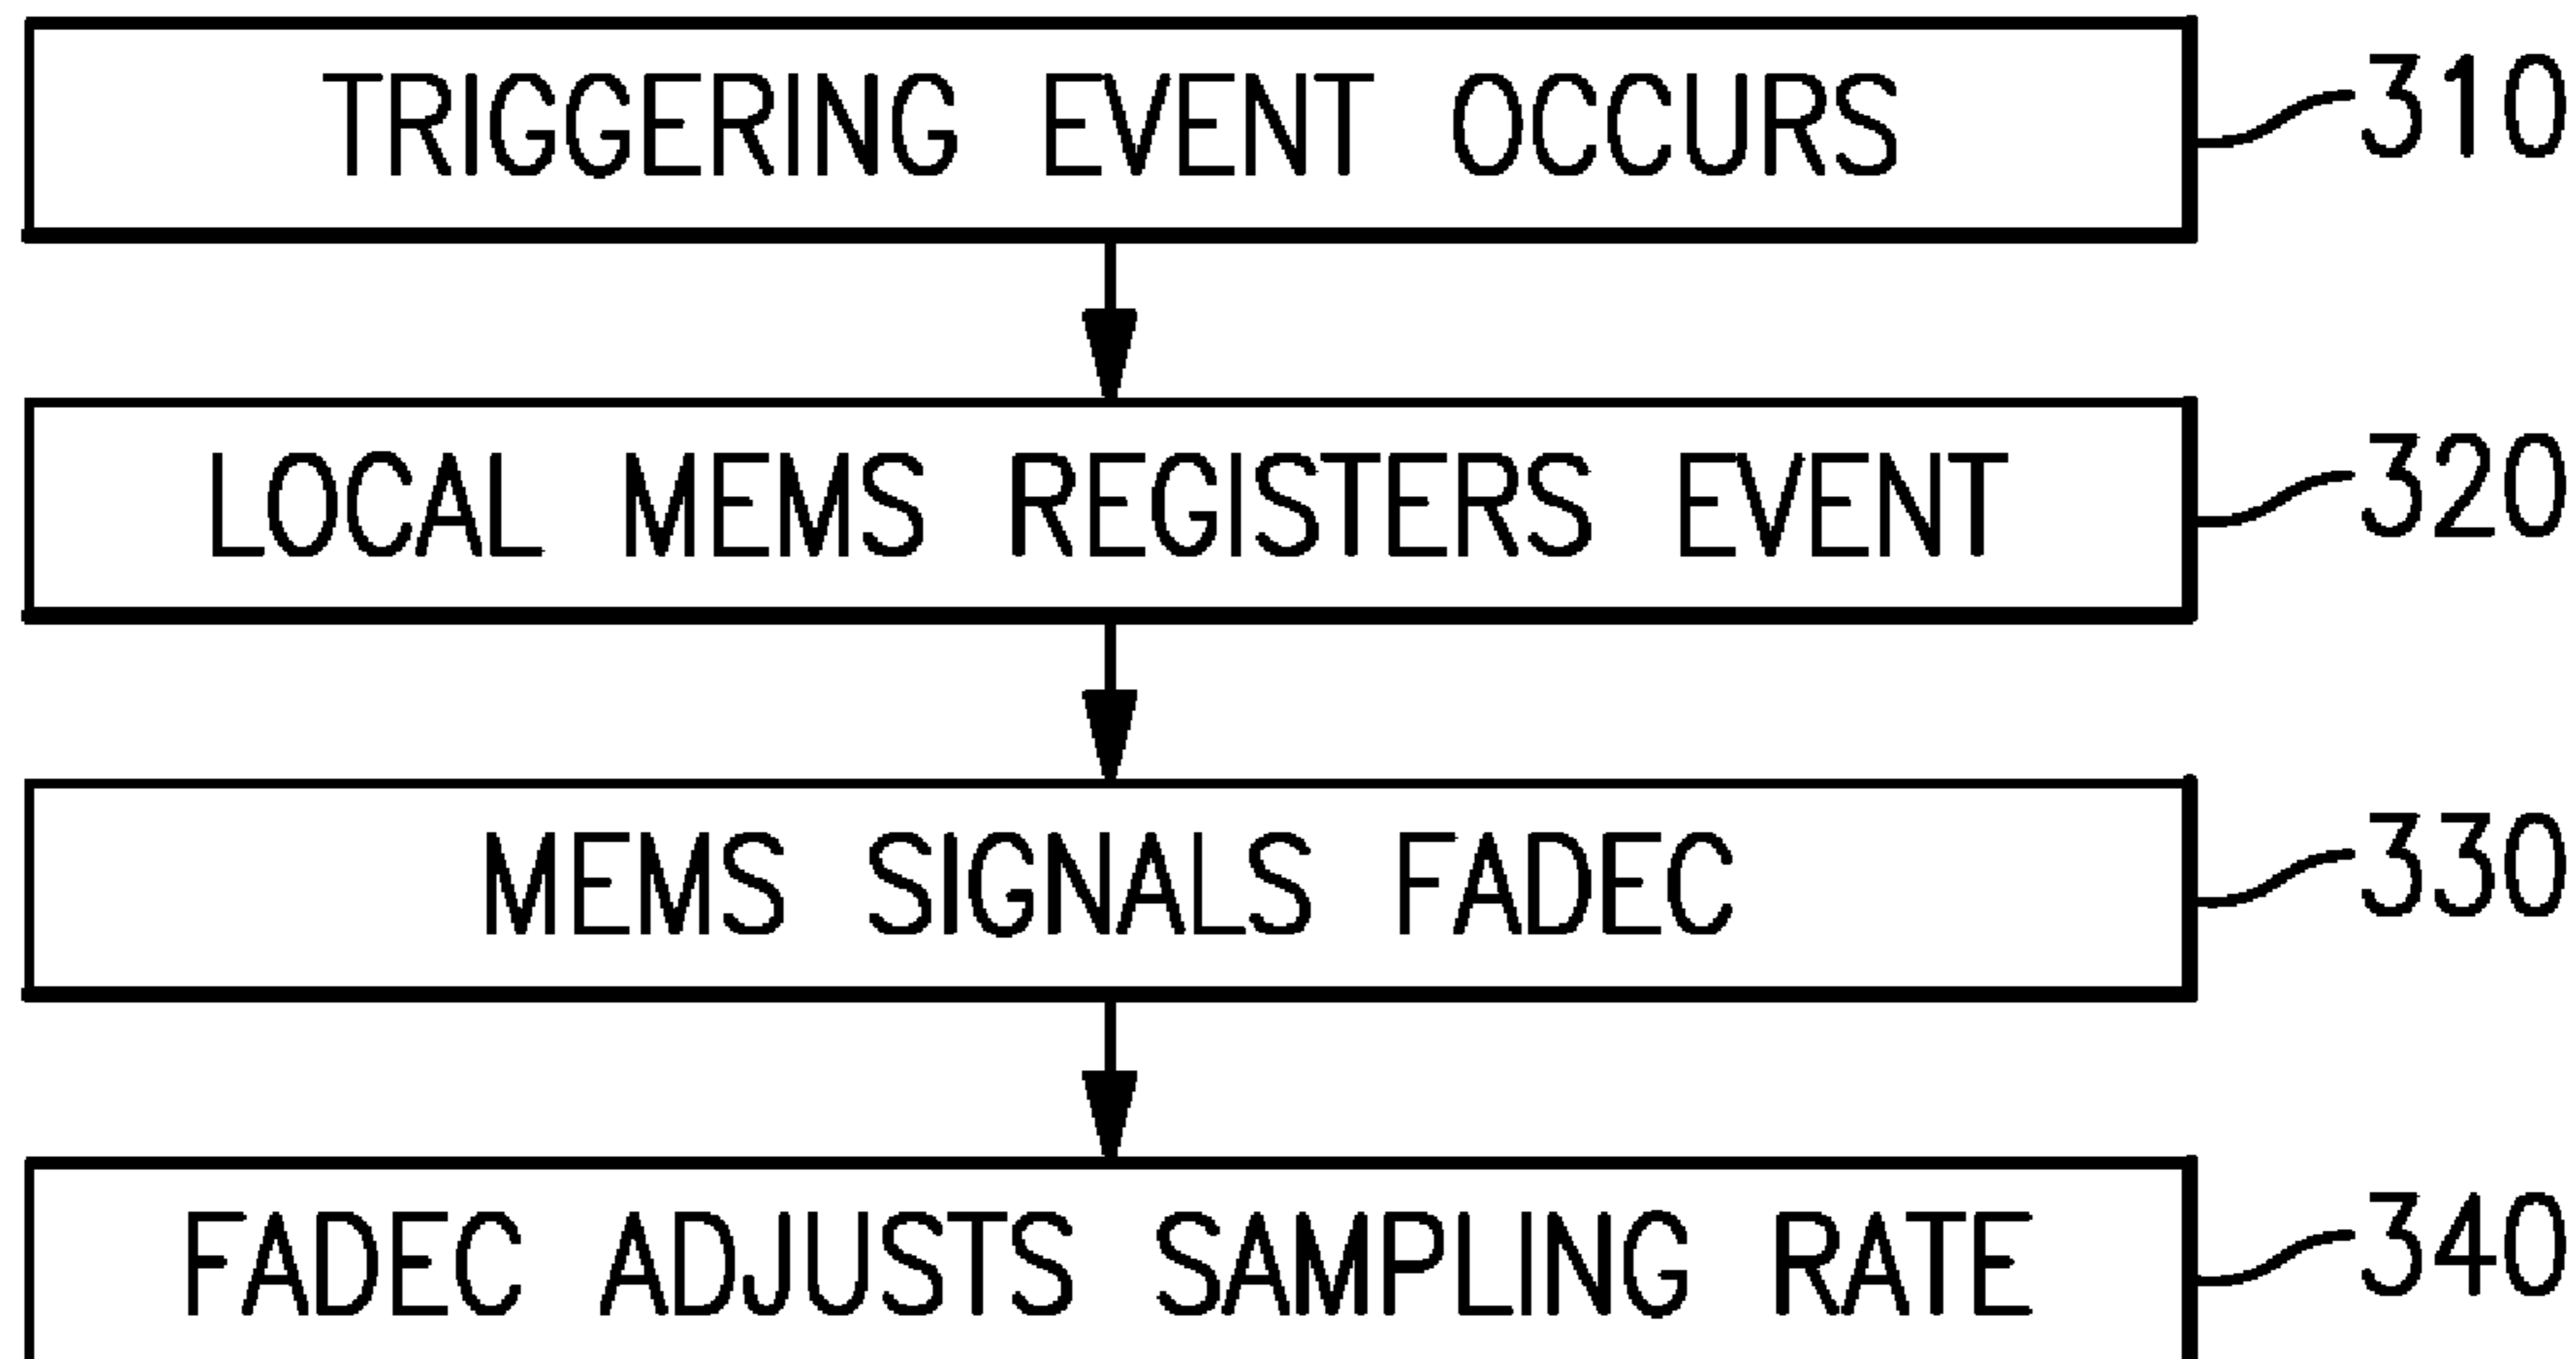 TRIGGERING EVENT OCCURS 310
LOCAL MEMS REGISTERS EVENT 320
MEMS SIGNALS FADEC 330
FADEC ADJUSTS SAMPLING RATE 340